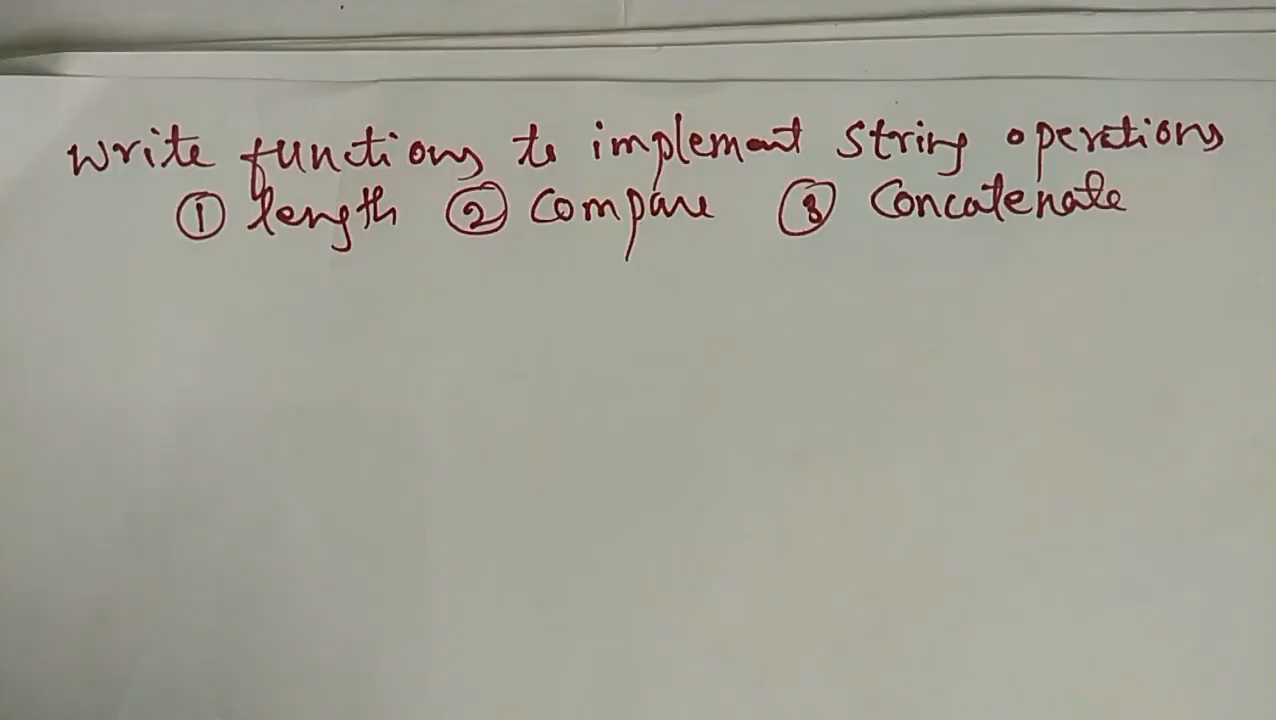 Write functions to implement string operations
① length ② Compare ③ Concatenate